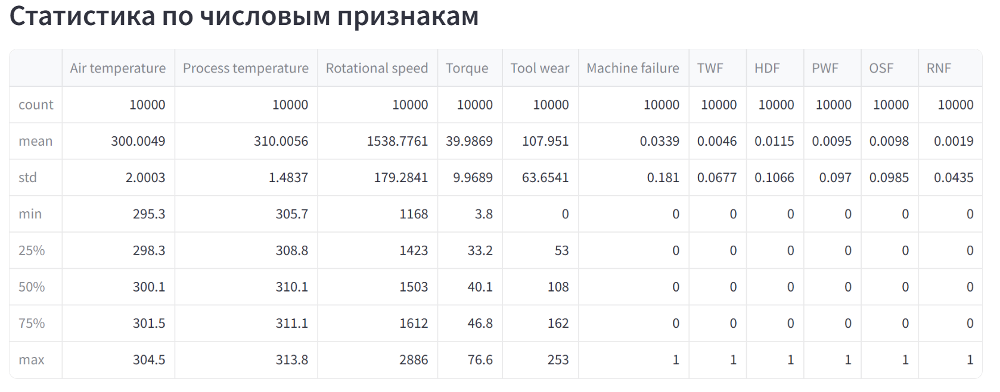 Статистика по числовым признакам
Air temperature Process temperature Rotational speed Torque Tool wear Machine failure TWF HDF PWF OSF RNF
count 10000 10000 10000 10000 10000 10000 10000 10000 10000 10000 10000
mean 300.0049 310.0056 1538.7761 39.9869 107.951 0.0339 0.0046 0.0115 0.0095 0.0098 0.0019
std 2.0003 1.4837 179.2841 9.9689 63.6541 0.181 0.0677 0.1066 0.097 0.0985 0.0435
min 295.3 305.7 1168 3.8 0 0 0 0 0 0 0
25% 298.3 308.8 1423 33.2 53 0 0 0 0 0 0
50% 300.1 310.1 1503 40.1 108 0 0 0 0 0 0
75% 301.5 311.1 1612 46.8 162 0 0 0 0 0 0
max 304.5 313.8 2886 76.6 253 1 1 1 1 1 1